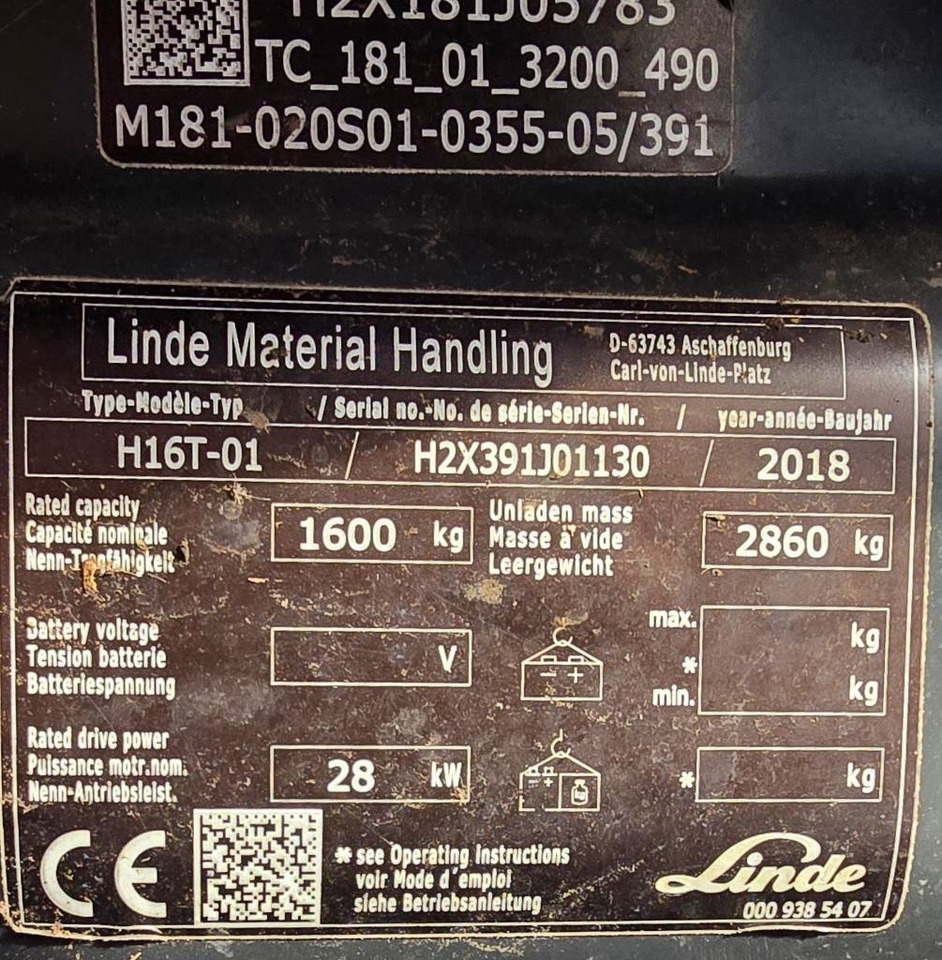 H2X181J05783
TC_181_01_3200_490
M181-020S01-0355-05/391
Linde Material Handling
D-63743 Aschaffenburg
Carl-von-Linde-Platz
Type-Modèle-Typ / Serial no.-No. de série-Serien-Nr. / year-année-Baujahr
H16T-01 / H2X391J01130 / 2018
Rated capacity
Capacité nominale
Nenn-Tragfähigkeit
1600 kg
Unladen mass
Masse à vide
Leergewicht
2860 kg
Battery voltage
Tension batterie
Batteriespannung
V
- +
max. kg
*
min. kg
Rated drive power
Puissance motr.nom.
Nenn-Antriebsleist.
28 kW
- +
kg
* kg
CE
* see Operating Instructions
voir Mode d'emploi
siehe Betriebsanleitung
Linde
000 938 54 07